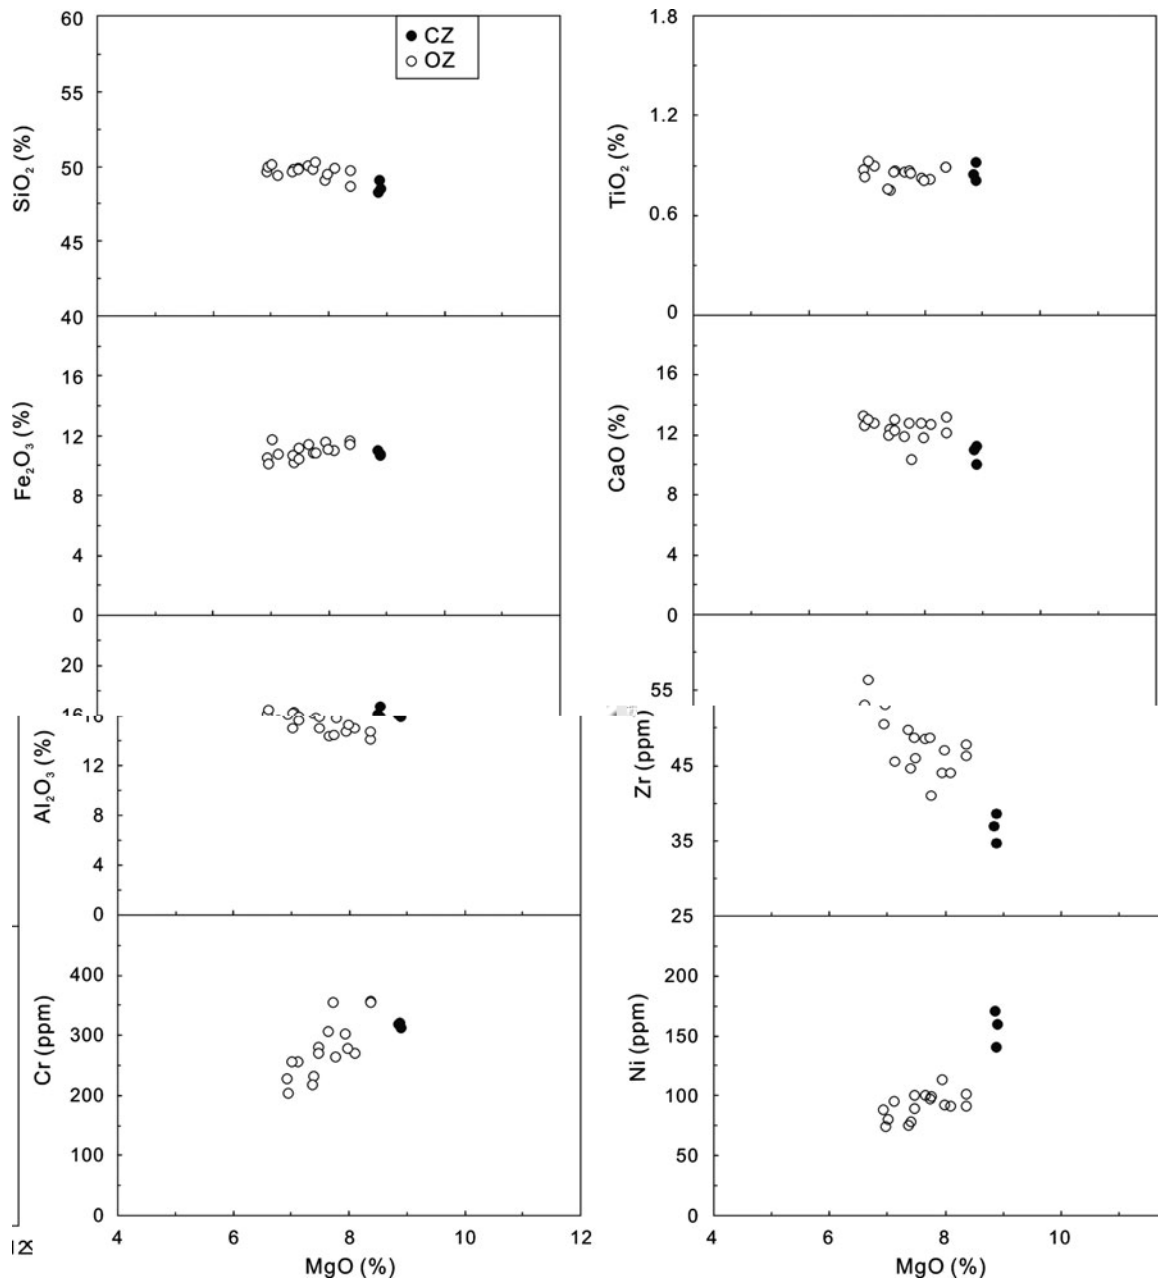 60
55
50
45
40
SiO₂ (%)
CZ
OZ
1.8
1.2
0.6
0
TiO₂ (%)
16
12
8
4
0
Fe₂O₃ (%)
16
12
8
4
0
CaO (%)
20
16
12
8
4
0
Al₂O₃ (%)
55
45
35
25
Zr (ppm)
400
300
200
100
0
Cr (ppm)
200
150
100
50
0
Ni (ppm)
4 6 8 10 12
MgO (%)
4 6 8 10
MgO (%)